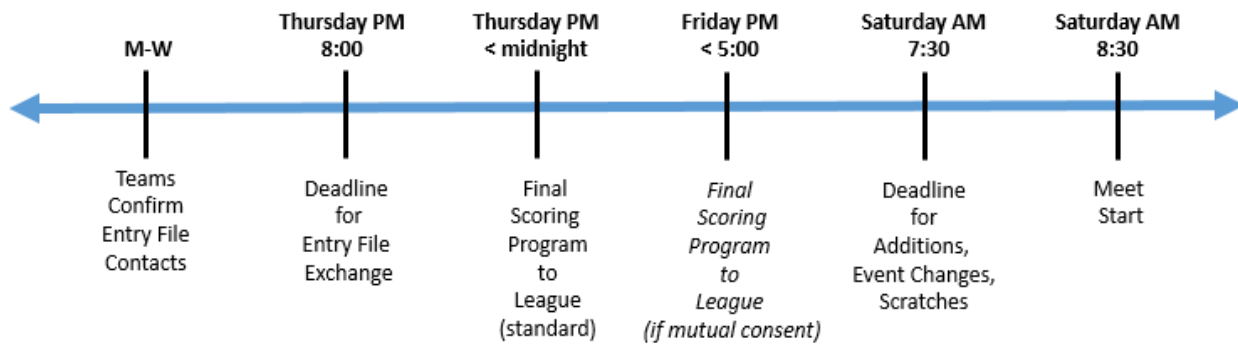 M-W
Thursday PM
8:00
Thursday PM
< midnight
Friday PM
< 5:00
Saturday AM
7:30
Saturday AM
8:30
Teams
Confirm
Entry File
Contacts
Deadline
for
Entry File
Exchange
Final
Scoring
Program
to
League
(standard)
Final
Scoring
Program
to
League
(if mutual consent)
Deadline
for
Additions,
Event Changes,
Scratches
Meet
Start